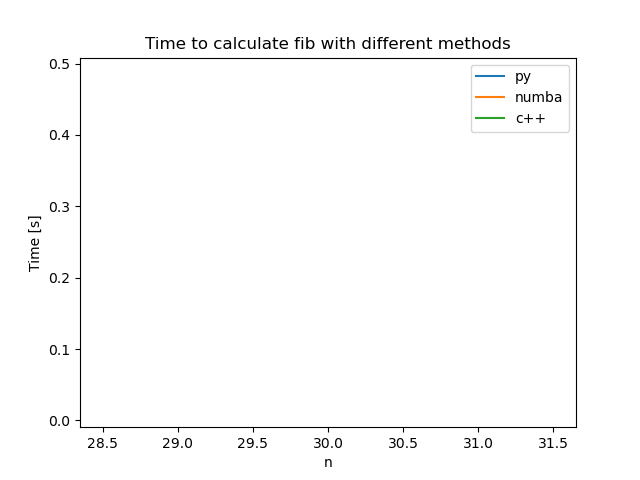 Time to calculate fib with different methods
py
numba
c++
0.5
0.4
0.3
0.2
0.1
0.0
Time [s]
28.5 29.0 29.5 30.0 30.5 31.0 31.5
n